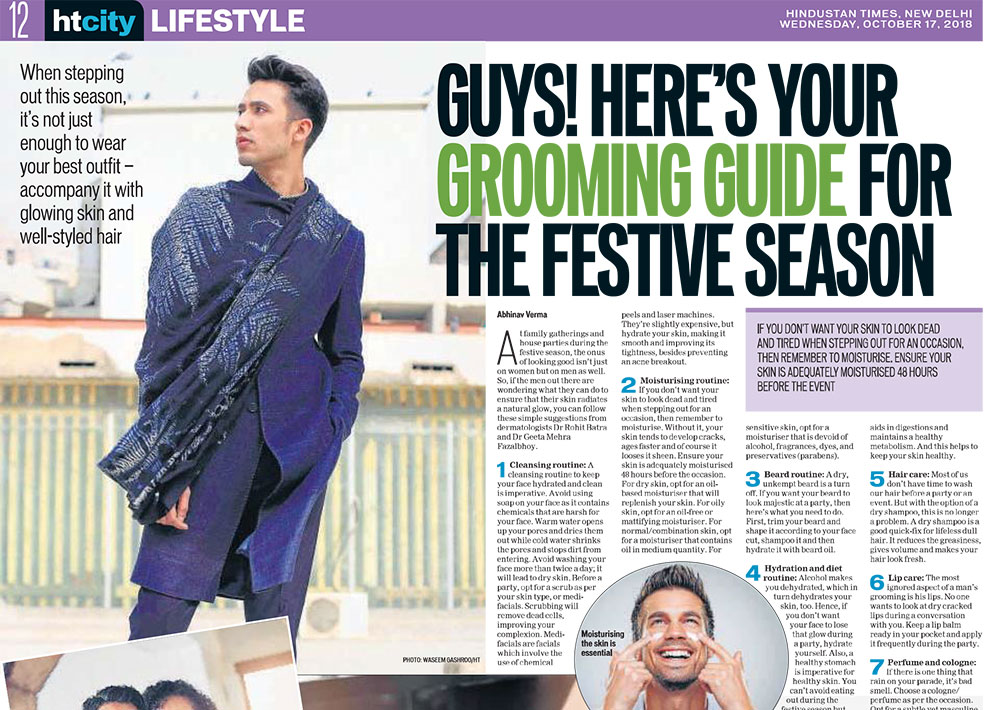 12
htcity LIFESTYLE
HINDUSTAN TIMES, NEW DELHI
WEDNESDAY, OCTOBER 17, 2018
When stepping
out this season,
it's not just
enough to wear
your best outfit –
accompany it with
glowing skin and
well-styled hair
GUYS! HERE'S YOUR
GROOMING GUIDE FOR
THE FESTIVE SEASON
PHOTO: WASEEM GASHROO/HT
Abhinav Verma
At family gatherings and
house parties during the
festive season, the onus
of looking good isn't just
on women but on men as well.
So, if the men out there are
wondering what they can do to
ensure that their skin radiates
a natural glow, you can follow
these simple suggestions from
dermatologists Dr Rohit Batra
and Dr Geeta Mehra
Fazalbhoy.
1 Cleansing routine: A
cleansing routine to keep
your face hydrated and clean
is imperative. Avoid using
soap on your face as it contains
chemicals that are harsh for
your face. Warm water opens
up your pores and dries them
out while cold water shrinks
the pores and stops dirt from
entering. Avoid washing your
face more than twice a day; it
will lead to dry skin. Before a
party, opt for a scrub as per
your skin type, or medi-
facials. Scrubbing will
remove dead cells,
improving your
complexion. Medi-
facials are facials
which involve the
use of chemical
peels and laser machines.
They're slightly expensive, but
hydrate your skin, making it
smooth and improving its
tightness, besides preventing
an acne breakout.
2 Moisturising routine:
If you don't want your
skin to look dead and tired
when stepping out for an
occasion, then remember to
moisturise. Without it, your
skin tends to develop cracks,
ages faster and of course it
looses it sheen. Ensure your
skin is adequately moisturised
48 hours before the occasion.
For dry skin, opt for an oil-
based moisturiser that will
replenish your skin. For oily
skin, opt for an oil-free or
mattifying moisturiser. For
normal/combination skin, opt
for a moisturiser that contains
oil in medium quantity. For
Moisturising
the skin is
essential
IF YOU DON'T WANT YOUR SKIN TO LOOK DEAD
AND TIRED WHEN STEPPING OUT FOR AN OCCASION,
THEN REMEMBER TO MOISTURISE. ENSURE YOUR
SKIN IS ADEQUATELY MOISTURISED 48 HOURS
BEFORE THE EVENT
sensitive skin, opt for a
moisturiser that is devoid of
alcohol, fragrances, dyes, and
preservatives (parabens).
3 Beard routine: A dry,
unkempt beard is a turn
off. If you want your beard to
look majestic at a party, then
here's what you need to do.
First, trim your beard and
shape it according to your face
cut, shampoo it and then
hydrate it with beard oil.
4 Hydration and diet
routine: Alcohol makes
you dehydrated, which in
turn dehydrates your
skin, too. Hence, if
you don't want
your face to lose
that glow during
a party, hydrate
yourself. Also, a
healthy stomach
is imperative for
healthy skin. You
can't avoid eating
out during the
festive season but
aids in digestions and
maintains a healthy
metabolism. And this helps to
keep your skin healthy.
5 Hair care: Most of us
don't have time to wash
our hair before a party or an
event. But with the option of a
dry shampoo, this is no longer
a problem. A dry shampoo is a
good quick-fix for lifeless dull
hair. It reduces the greasiness,
gives volume and makes your
hair look fresh.
6 Lip care: The most
ignored aspect of a man's
grooming is his lips. No one
wants to look at dry cracked
lips during a conversation
with you. Keep a lip balm
ready in your pocket and apply
it frequently during the party.
7 Perfume and cologne:
If there is one thing that
rain on your parade, it's bad
smell. Choose a cologne/
perfume as per the occasion.
Opt for a subtle yet masculine